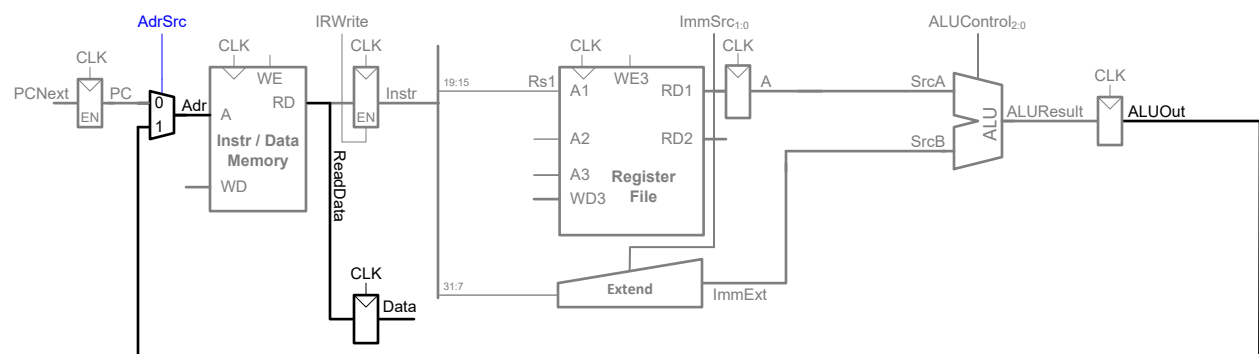 AdrSrc
IRWrite
ImmSrc1:0
ALUControl2:0
CLK
CLK
CLK
CLK
CLK
CLK
PCNext
PC
EN
0
1
Adr
WE
A
RD
Instr / Data
Memory
WD
ReadData
EN
Instr
19:15
Rs1
A1
WE3
RD1
A2
RD2
A3
WD3
Register
File
A
SrcA
SrcB
ALU
ALUResult
ALUOut
CLK
Data
31:7
Extend
ImmExt